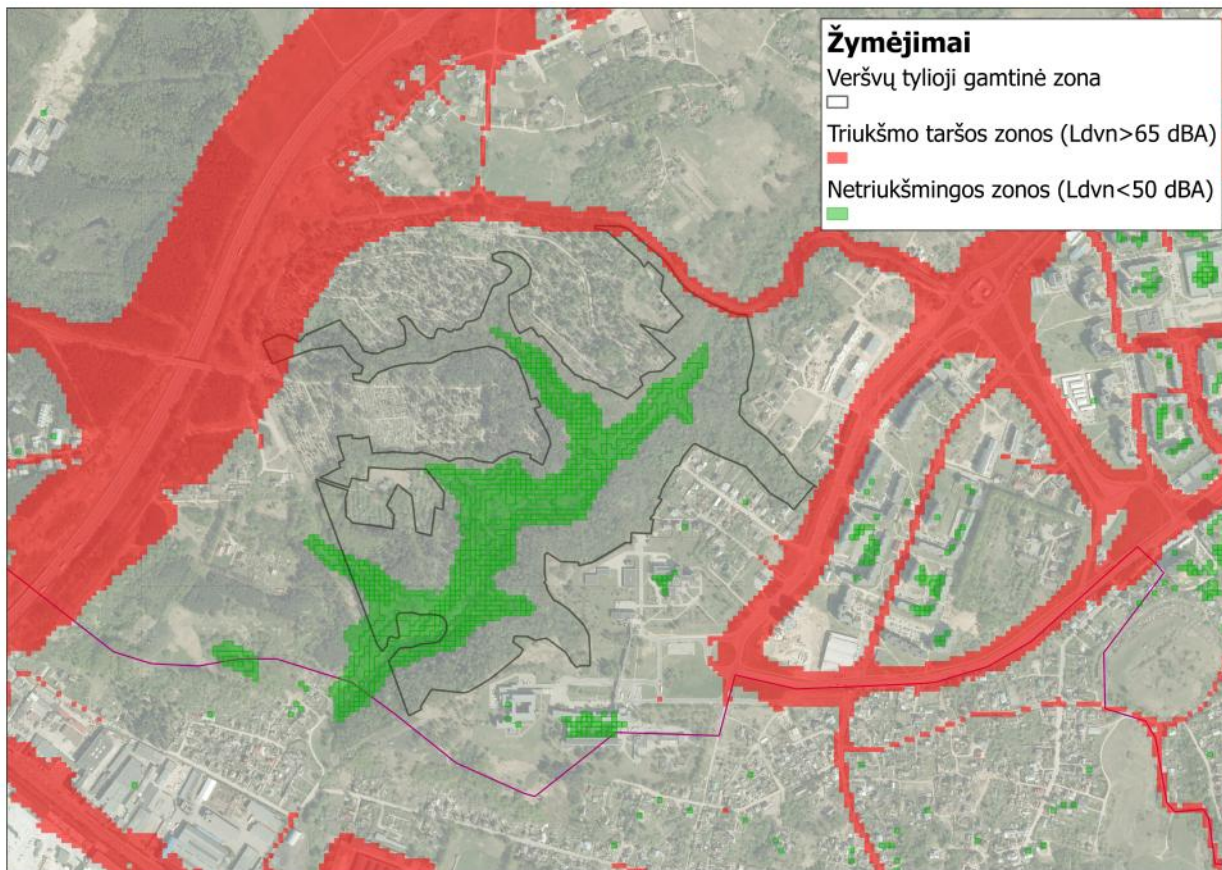 Žymėjimai
Veršvų tylioji gamtinė zona
Triukšmo taršos zonos (Ldvn>65 dBA)
Netriukšmingos zonos (Ldvn<50 dBA)